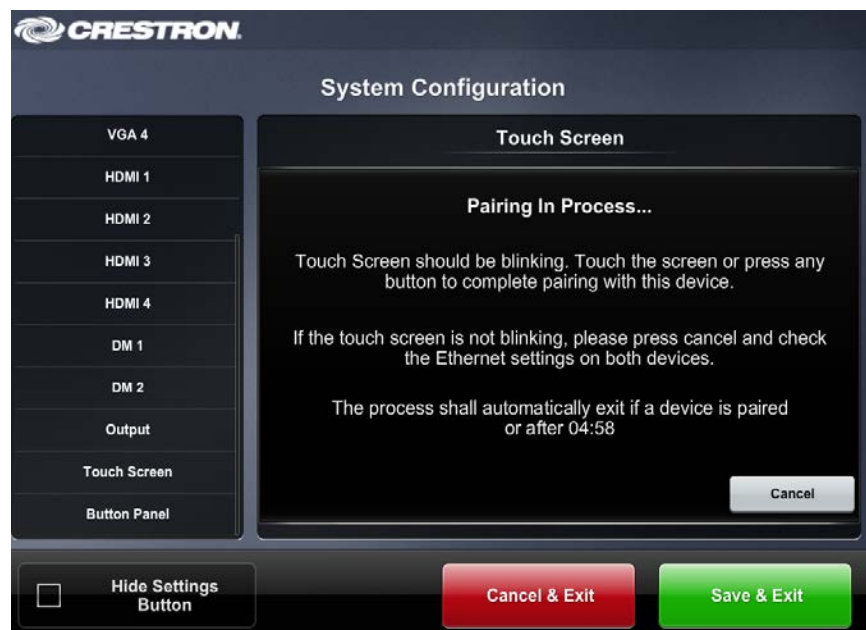 CRESTRON.
System Configuration
VGA 4
HDMI 1
HDMI 2
HDMI 3
HDMI 4
DM 1
DM 2
Output
Touch Screen
Button Panel
Touch Screen
Pairing In Process...
Touch Screen should be blinking. Touch the screen or press any
button to complete pairing with this device.
If the touch screen is not blinking, please press cancel and check
the Ethernet settings on both devices.
The process shall automatically exit if a device is paired
or after 04:58
Cancel
Hide Settings
Button
Cancel & Exit
Save & Exit